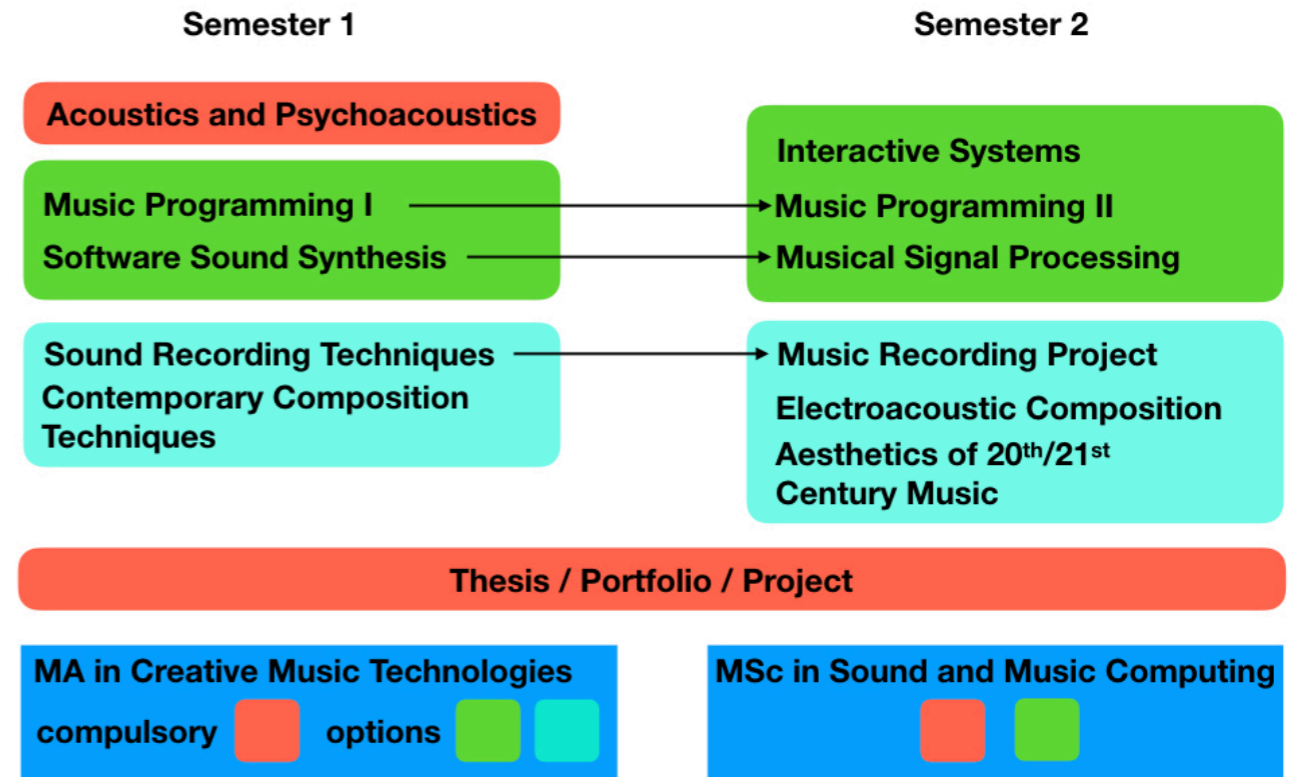 Semester 1
Semester 2
Acoustics and Psychoacoustics
Music Programming I
Software Sound Synthesis
Interactive Systems
Music Programming II
Musical Signal Processing
Sound Recording Techniques
Contemporary Composition
Techniques
Music Recording Project
Electroacoustic Composition
Aesthetics of 20th/21st
Century Music
Thesis / Portfolio / Project
MA in Creative Music Technologies
compulsory
options
MSc in Sound and Music Computing